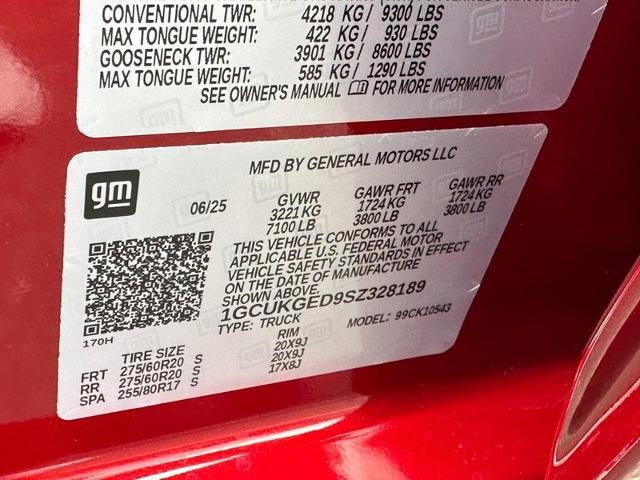 CONVENTIONAL TWR: 4218 KG / 9300 LBS
MAX TONGUE WEIGHT: 422 KG / 930 LBS
GOOSENECK TWR: 3901 KG / 8600 LBS
MAX TONGUE WEIGHT: 585 KG / 1290 LBS
SEE OWNER'S MANUAL FOR MORE INFORMATION
gm
MFD BY GENERAL MOTORS LLC
06/25 GVWR GAWR FRT GAWR RR
3221 KG 1724 KG 1724 KG
7100 LB 3800 LB 3800 LB
THIS VEHICLE CONFORMS TO ALL
APPLICABLE U.S. FEDERAL MOTOR
VEHICLE SAFETY STANDARDS IN EFFECT
ON THE DATE OF MANUFACTURE
SHOWN ABOVE.
1GCUKGED9SZ328189
TYPE: TRUCK MODEL: 99CK10543
170H
TIRE SIZE RIM
FRT 275/60R20 S 20X9J
RR 275/60R20 S 20X9J
SPA 255/80R17 S 17X8J